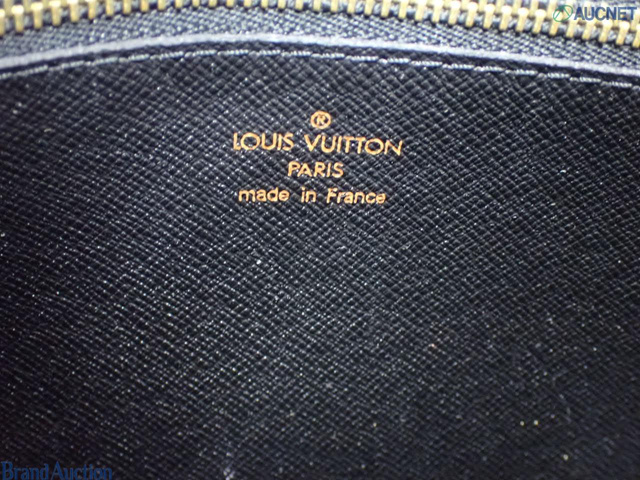 AUCNET
®
LOUIS VUITTON
PARIS
made in France
Brand Auction